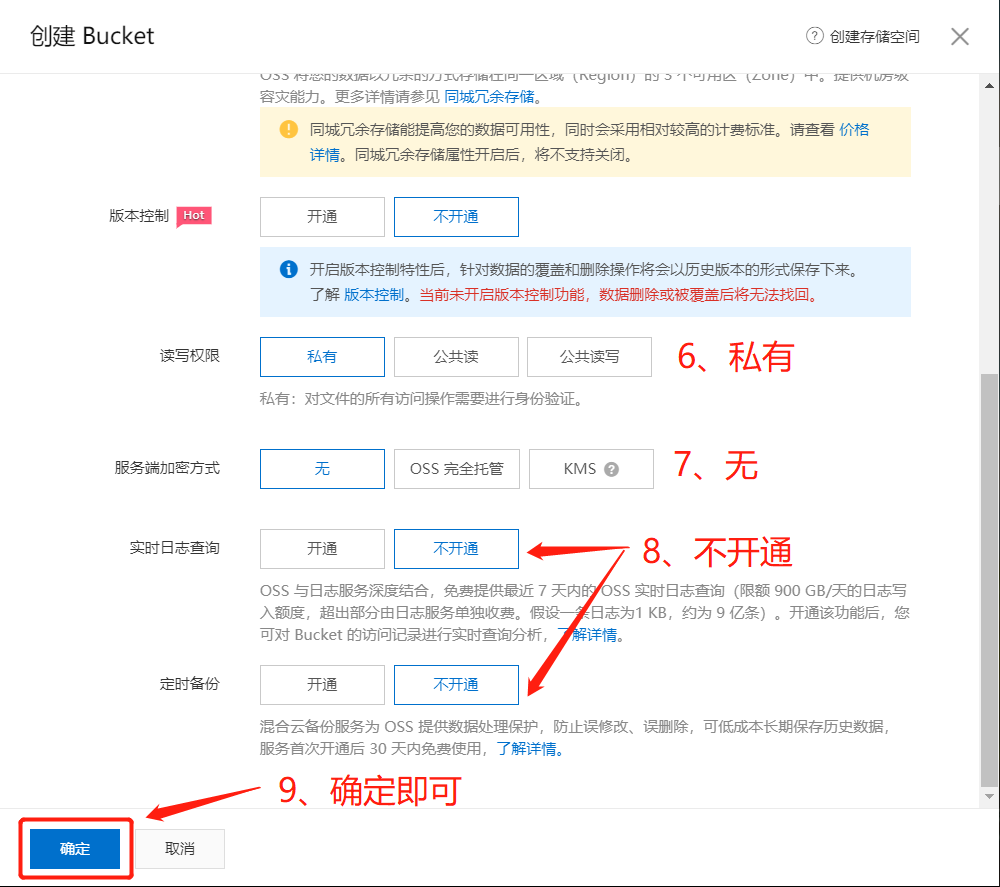 创建 Bucket
? 创建存储空间
OSS 将您的数据以冗余的方式存储在同一区域（Region）的 3 个可用区（Zone）中。提供机房级
容灾能力。更多详情请参见 同城冗余存储。
同城冗余存储能提高您的数据可用性，同时会采用相对较高的计费标准。请查看 价格
详情。同城冗余存储属性开启后，将不支持关闭。
版本控制 Hot 开通 不开通
开启版本控制特性后，针对数据的覆盖和删除操作将会以历史版本的形式保存下来。
了解 版本控制。当前未开启版本控制功能，数据删除或被覆盖后将无法找回。
读写权限 私有 公共读 公共读写 6、私有
私有：对文件的所有访问操作需要进行身份验证。
服务端加密方式 无 OSS 完全托管 KMS ? 7、无
实时日志查询 开通 不开通 8、不开通
OSS 与日志服务深度结合，免费提供最近 7 天内的 OSS 实时日志查询（限额 900 GB/天的日志写
入额度，超出部分由日志服务单独收费。假设一条日志为1 KB，约为 9 亿条）。开通该功能后，您
可对 Bucket 的访问记录进行实时查询分析，了解详情。
定时备份 开通 不开通
混合云备份服务为 OSS 提供数据处理保护，防止误修改、误删除，可低成本长期保存历史数据，
服务首次开通后 30 天内免费使用，了解详情。
9、确定即可
确定 取消